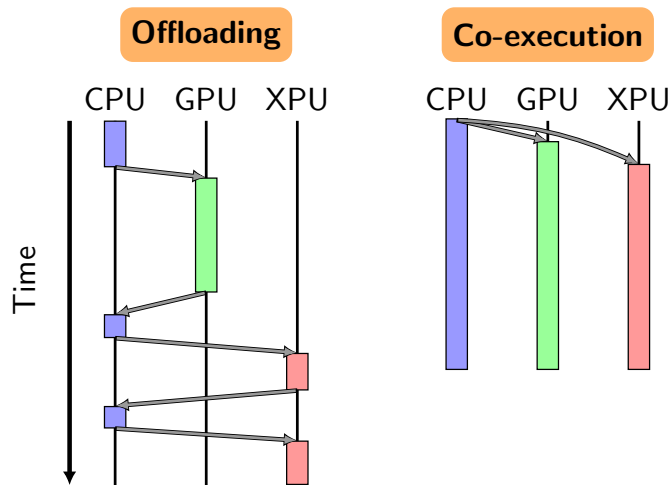 Offloading
Co-execution
CPU GPU XPU
CPU GPU XPU
Time